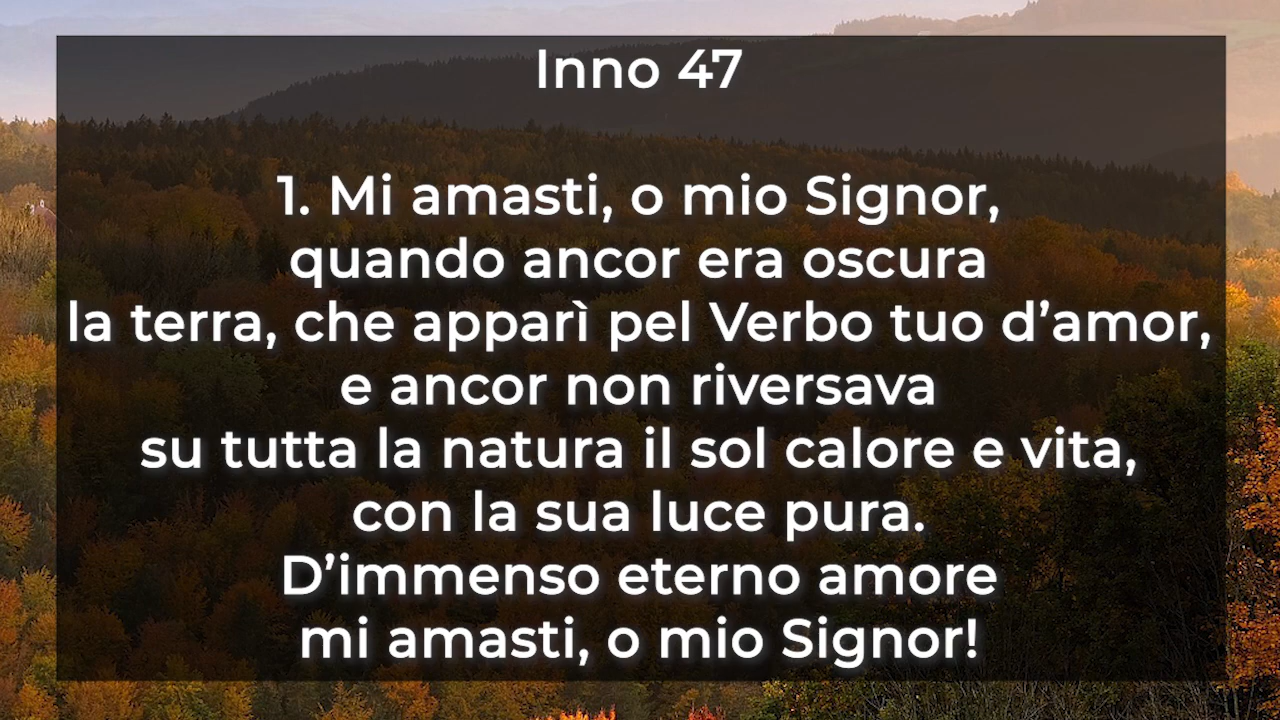 Inno 47
1. Mi amasti, o mio Signor,
quando ancor era oscura
la terra, che apparì pel Verbo tuo d’amor,
e ancor non riversava
su tutta la natura il sol calore e vita,
con la sua luce pura.
D’immenso eterno amore
mi amasti, o mio Signor!